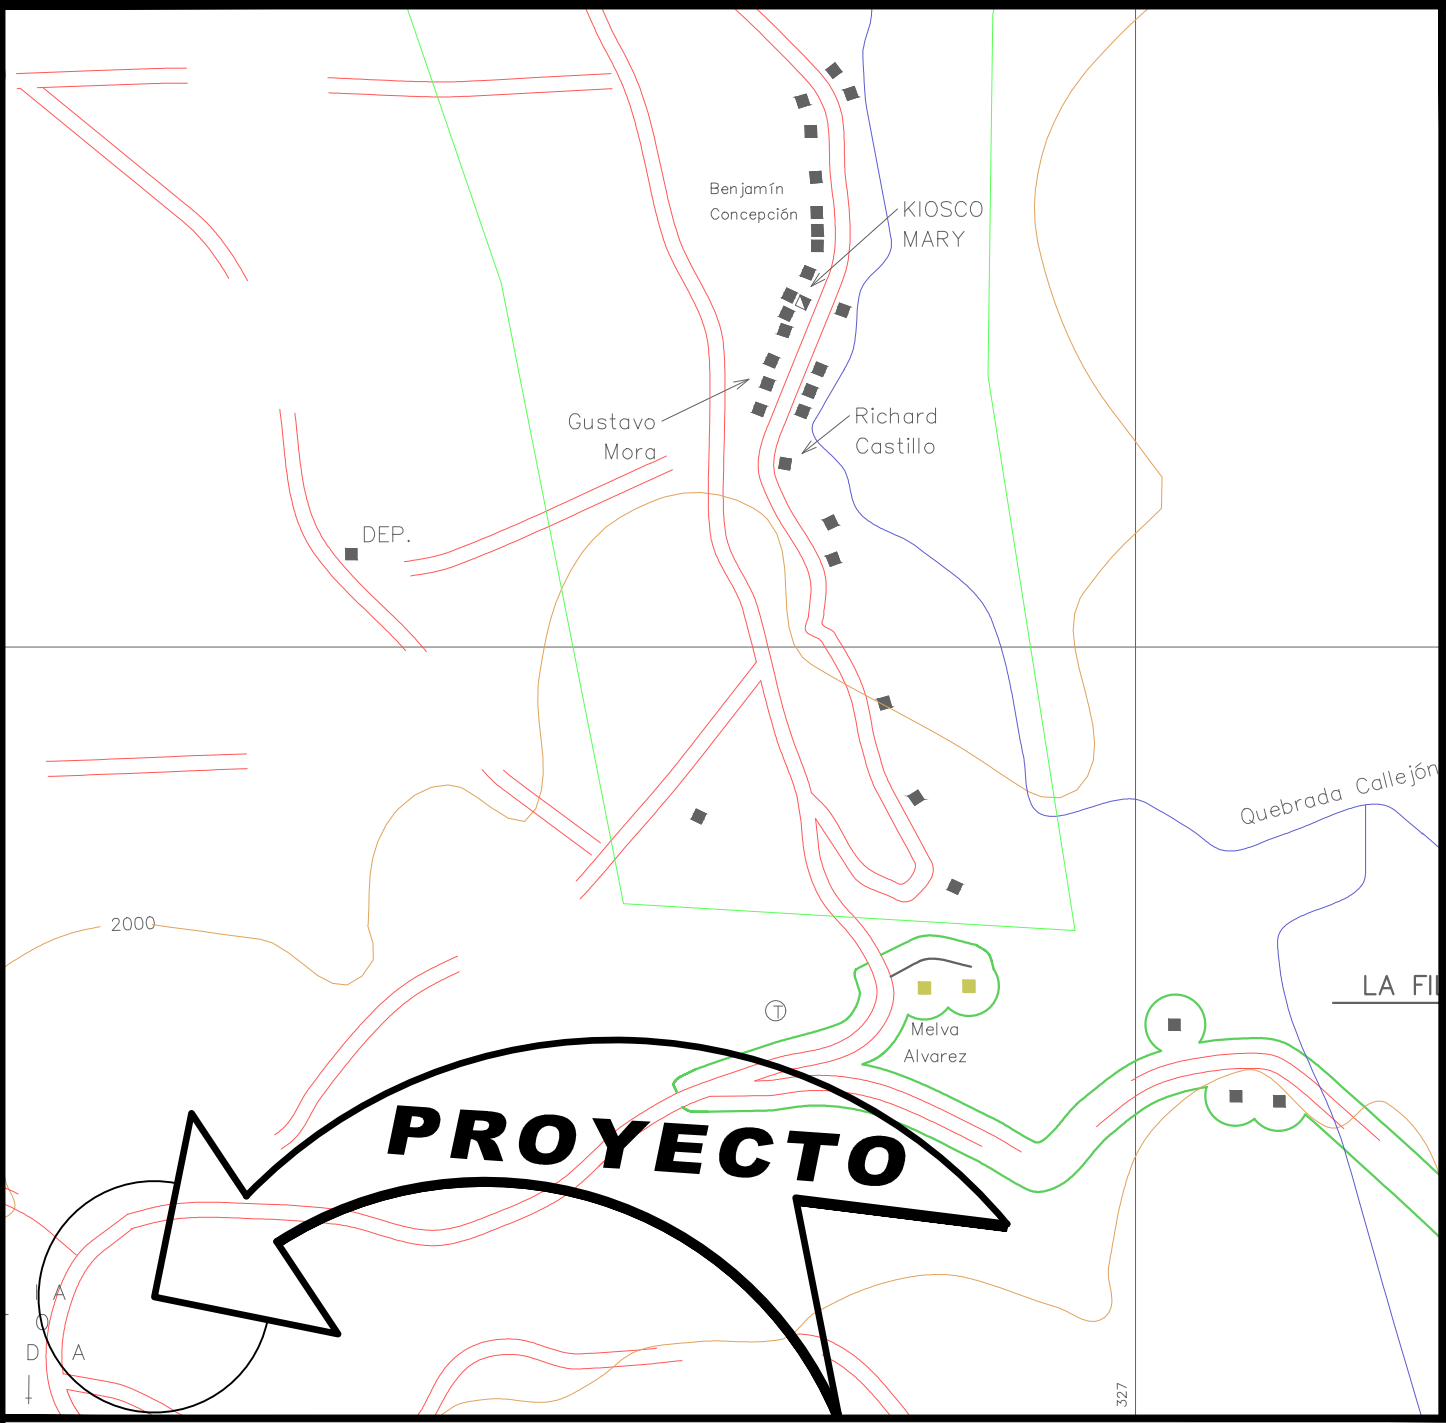 Benjamín
Concepción
KIOSCO
MARY
Gustavo
Mora
Richard
Castillo
DEP.
Quebrada Callejón
2000
LA FI
T
Melva
Alvarez
PROYECTO
A
O
D A
327